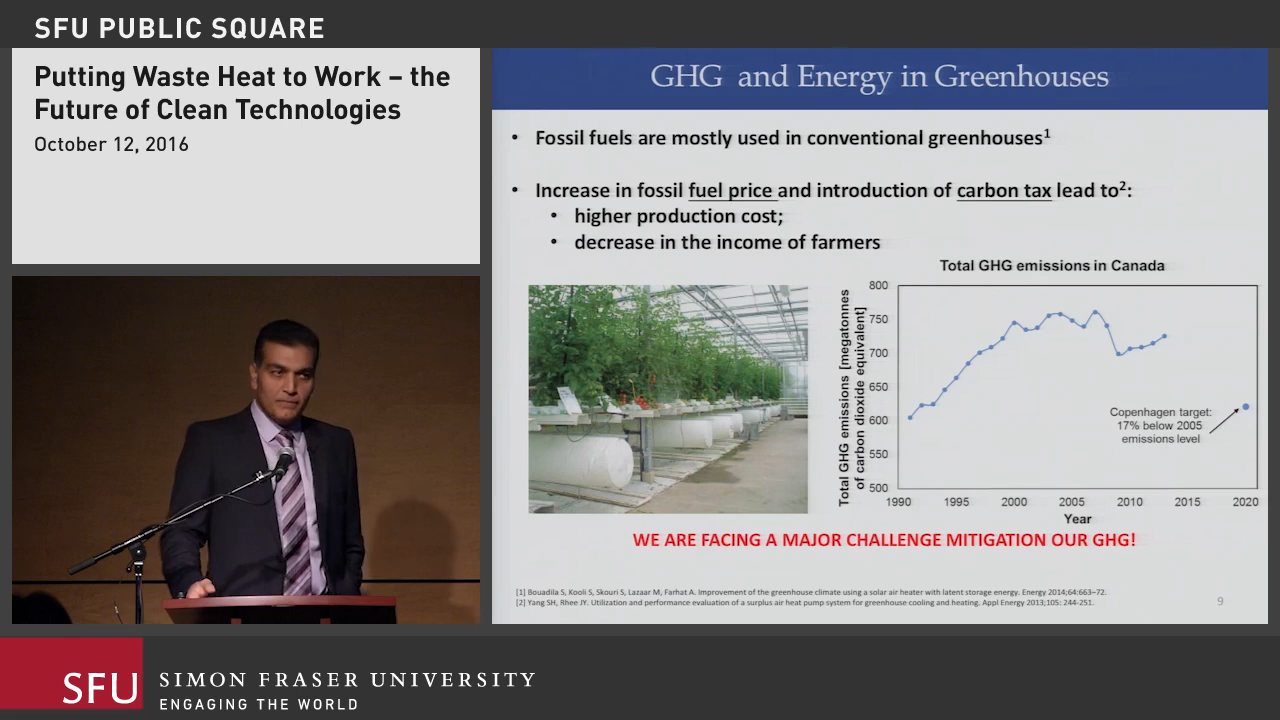 SFU PUBLIC SQUARE
Putting Waste Heat to Work – the
Future of Clean Technologies
October 12, 2016
GHG and Energy in Greenhouses
• Fossil fuels are mostly used in conventional greenhouses¹
• Increase in fossil fuel price and introduction of carbon tax lead to²:
• higher production cost;
• decrease in the income of farmers
Total GHG emissions in Canada
Total GHG emissions [megatonnes
of carbon dioxide equivalent]
800
750
700
650
600
550
500
Copenhagen target:
17% below 2005
emissions level
1990 1995 2000 2005 2010 2015 2020
Year
WE ARE FACING A MAJOR CHALLENGE MITIGATION OUR GHG!
[1] Bouadila S, Kooli S, Skouri S, Lazaar M, Farhat A. Improvement of the greenhouse climate using a solar air heater with latent storage energy. Energy 2014;64:663–72.
[2] Yang SH, Rhee JY. Utilization and performance evaluation of a surplus air heat pump system for greenhouse cooling and heating. Appl Energy 2013;105: 244-251.
9
SFU
SIMON FRASER UNIVERSITY
ENGAGING THE WORLD